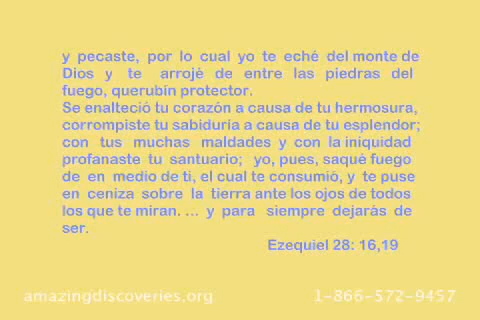 y pecaste, por lo cual yo te eché del monte de
Dios y te arrojé de entre las piedras del
fuego, querubín protector.
Se enalteció tu corazón a causa de tu hermosura,
corrompiste tu sabiduría a causa de tu esplendor;
con tus muchas maldades y con la iniquidad
profanaste tu santuario; yo, pues, saqué fuego
de en medio de ti, el cual te consumió, y te puse
en ceniza sobre la tierra ante los ojos de todos
los que te miran. ... y para siempre dejarás de
ser.
Ezequiel 28: 16,19
amazingdiscoveries.org 1-866-572-9457